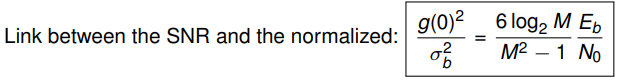 Link between the SNR and the normalized: g(0)² / σ_b² = (6 log₂ M / (M² − 1)) (E_b / N₀)